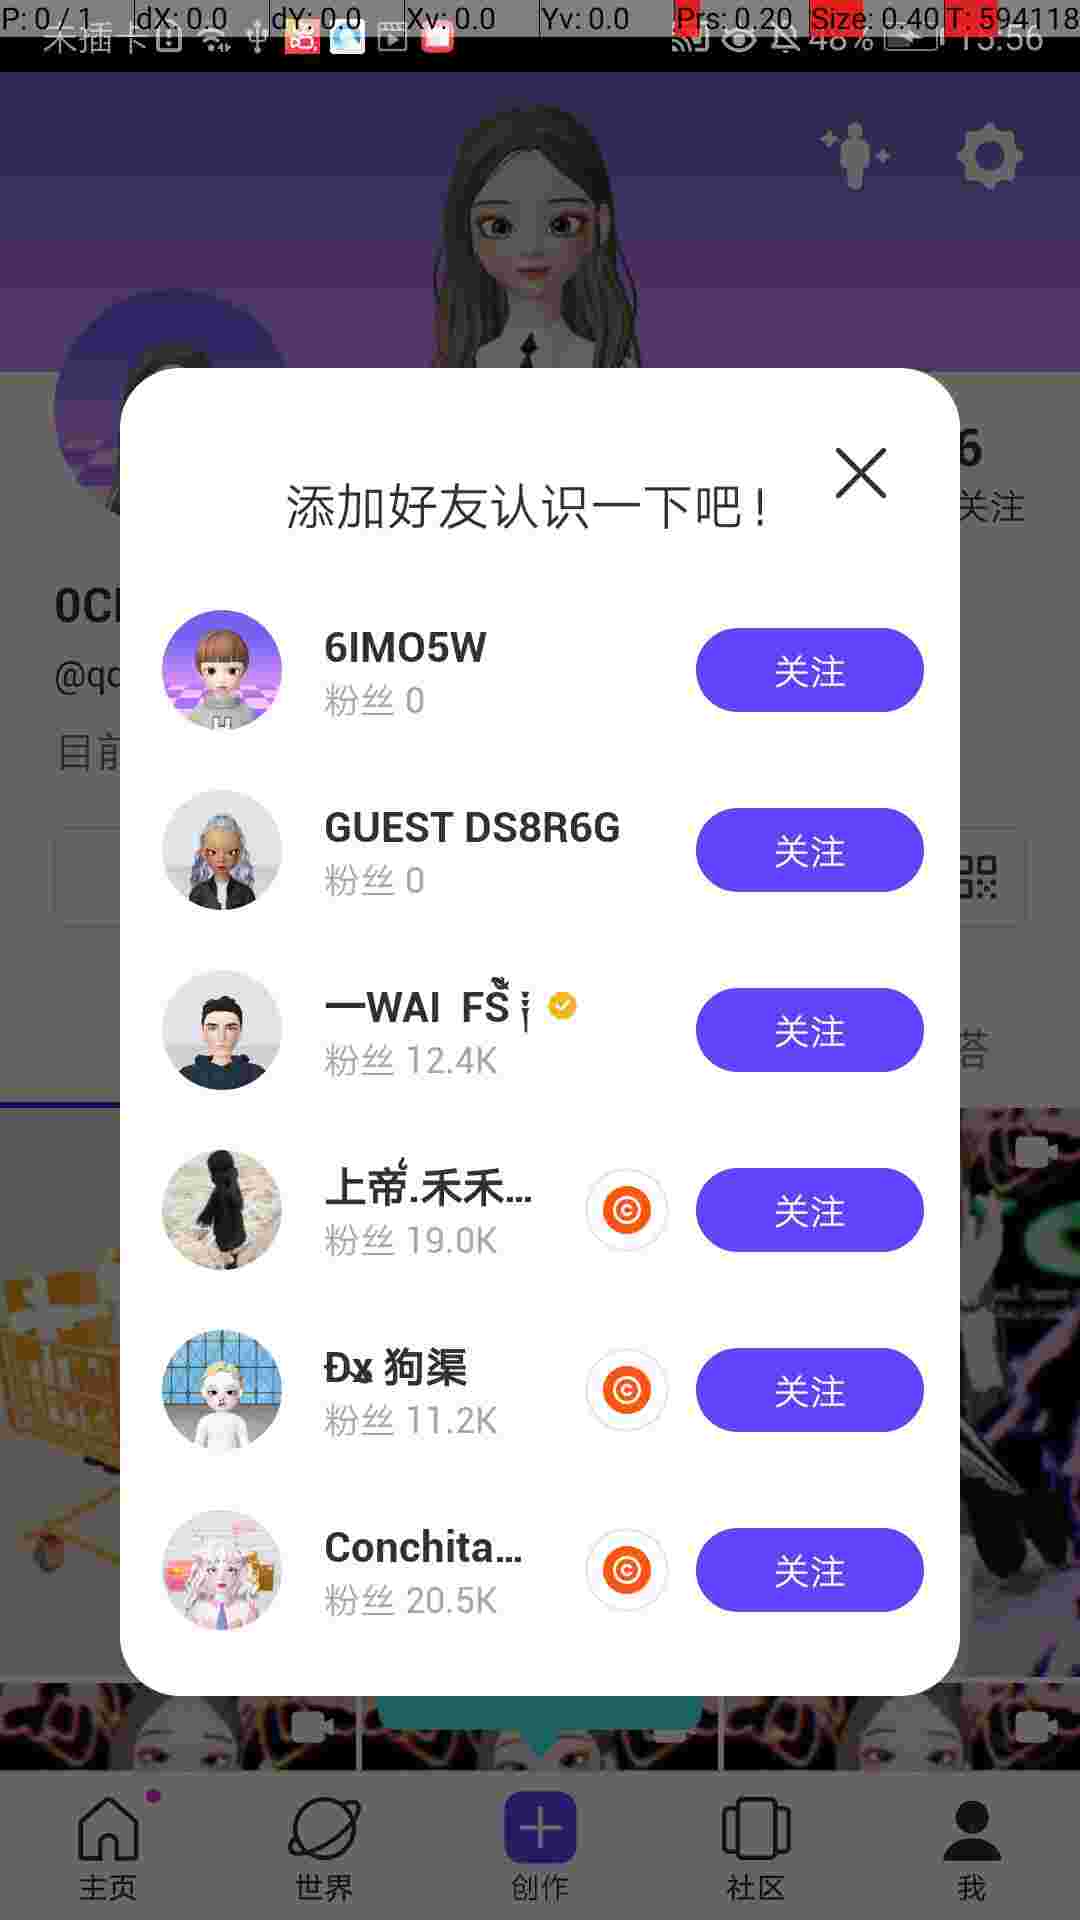 P: 0 / 1 dX: 0.0 dY: 0.0 Xv: 0.0 Yv: 0.0 Prs: 0.20 Size: 0.40 T: 594118
未插卡 48% 15:56
6
关注
添加好友认识一下吧!
6IMO5W
粉丝 0
关注
GUEST DS8R6G
粉丝 0
关注
一WAI FS
粉丝 12.4K
关注
上帝.禾禾...
粉丝 19.0K
关注
Dx 狗渠
粉丝 11.2K
关注
Conchita...
粉丝 20.5K
关注
目前
主页
世界
创作
社区
我